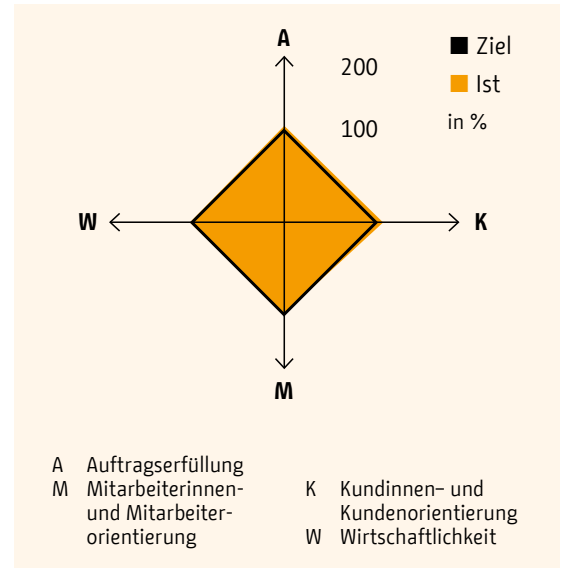 A
200
Ziel
Ist
100
in %
W
K
M
A Auftragserfüllung
M Mitarbeiterinnen-
und Mitarbeiter-
orientierung
K Kundinnen- und
Kundenorientierung
W Wirtschaftlichkeit